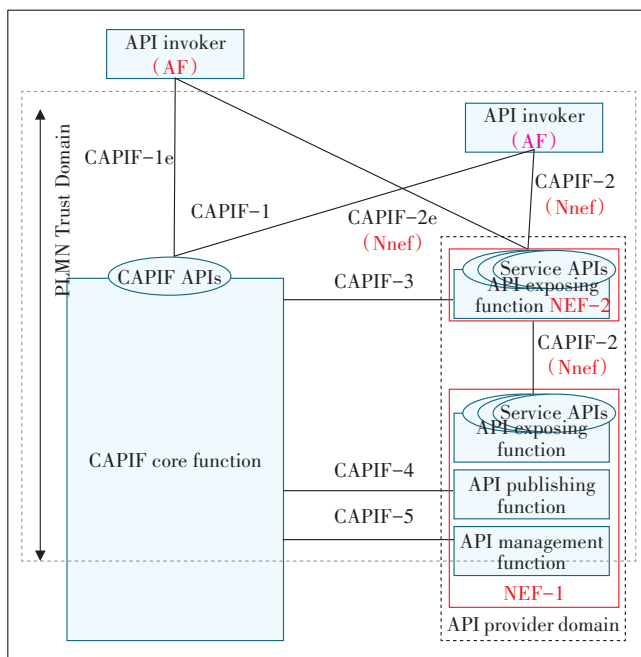 API invoker
(AF)
API invoker
(AF)
PLMN Trust Domain
CAPIF-1e
CAPIF-1
CAPIF-2e
(Nnef)
CAPIF-2
(Nnef)
CAPIF APIs
CAPIF-3
Service APIs
API exposing
function NEF-2
CAPIF-2
(Nnef)
CAPIF core function
Service APIs
API exposing
function
CAPIF-4
API publishing
function
CAPIF-5
API management
function
NEF-1
API provider domain